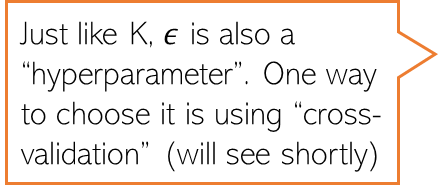 Just like K, ϵ is also a
“hyperparameter”. One way
to choose it is using “cross-
validation” (will see shortly)